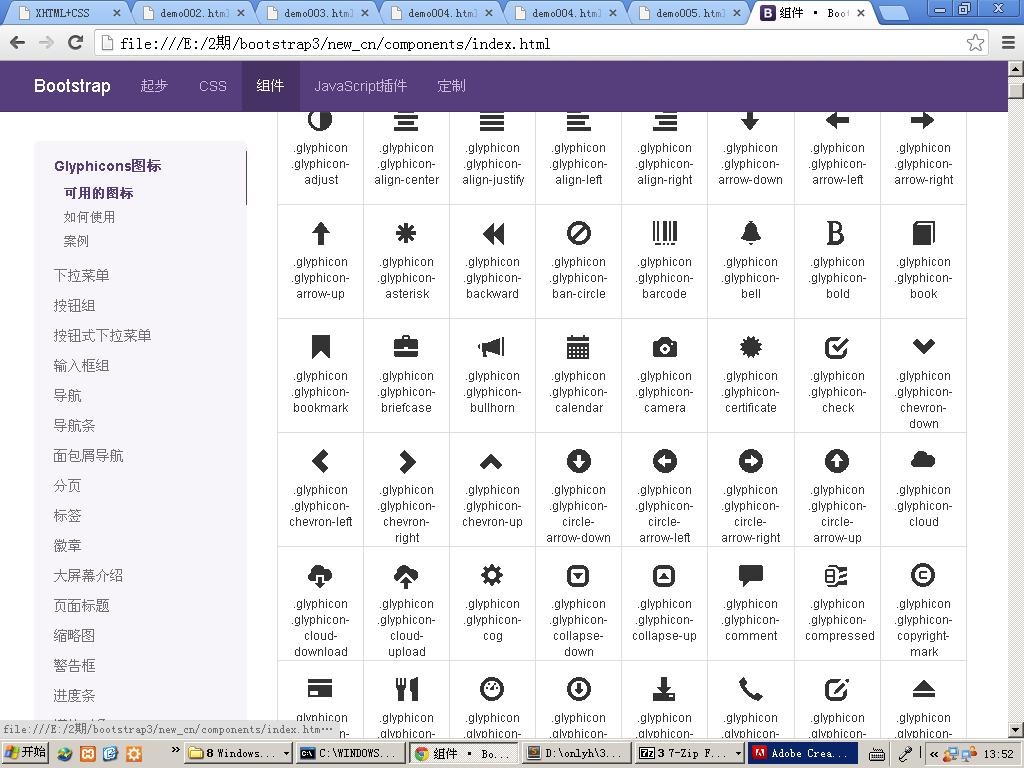 XHTML+CSS
demo002.html
demo003.html
demo004.html
demo004.html
demo005.html
组件 · Boot
file:///E:/2期/bootstrap3/new_cn/components/index.html
Bootstrap 起步 CSS 组件 JavaScript插件 定制
Glyphicons图标
可用的图标
如何使用
案例
下拉菜单
按钮组
按钮式下拉菜单
输入框组
导航
导航条
面包屑导航
分页
标签
徽章
大屏幕介绍
页面标题
缩略图
警告框
进度条
.glyphicon .glyphicon-adjust
.glyphicon .glyphicon-align-center
.glyphicon .glyphicon-align-justify
.glyphicon .glyphicon-align-left
.glyphicon .glyphicon-align-right
.glyphicon .glyphicon-arrow-down
.glyphicon .glyphicon-arrow-left
.glyphicon .glyphicon-arrow-right
.glyphicon .glyphicon-arrow-up
.glyphicon .glyphicon-asterisk
.glyphicon .glyphicon-backward
.glyphicon .glyphicon-ban-circle
.glyphicon .glyphicon-barcode
.glyphicon .glyphicon-bell
.glyphicon .glyphicon-bold
.glyphicon .glyphicon-book
.glyphicon .glyphicon-bookmark
.glyphicon .glyphicon-briefcase
.glyphicon .glyphicon-bullhorn
.glyphicon .glyphicon-calendar
.glyphicon .glyphicon-camera
.glyphicon .glyphicon-certificate
.glyphicon .glyphicon-check
.glyphicon .glyphicon-chevron-down
.glyphicon .glyphicon-chevron-left
.glyphicon .glyphicon-chevron-right
.glyphicon .glyphicon-chevron-up
.glyphicon .glyphicon-circle-arrow-down
.glyphicon .glyphicon-circle-arrow-left
.glyphicon .glyphicon-circle-arrow-right
.glyphicon .glyphicon-circle-arrow-up
.glyphicon .glyphicon-cloud
.glyphicon .glyphicon-cloud-download
.glyphicon .glyphicon-cloud-upload
.glyphicon .glyphicon-cog
.glyphicon .glyphicon-collapse-down
.glyphicon .glyphicon-collapse-up
.glyphicon .glyphicon-comment
.glyphicon .glyphicon-compressed
.glyphicon .glyphicon-copyright-mark
.glyphicon
.glyphicon
.glyphicon
.glyphicon
.glyphicon
.glyphicon
.glyphicon
.glyphicon
file:///E:/2期/bootstrap3/new_cn/components/index.htm…
开始
8 Windows...
C:\WINDOWS...
组件 · Bo...
D:\onlyh\3...
3 7-Zip F...
Adobe Crea...
13:52